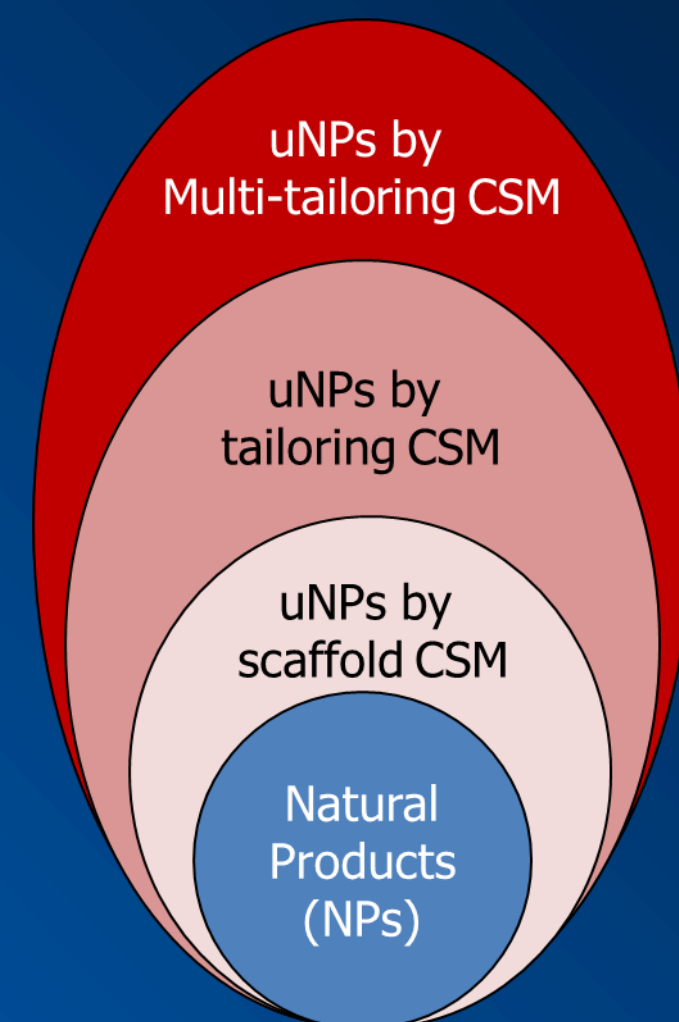 uNPs by
Multi-tailoring CSM
uNPs by
tailoring CSM
uNPs by
scaffold CSM
Natural
Products
(NPs)